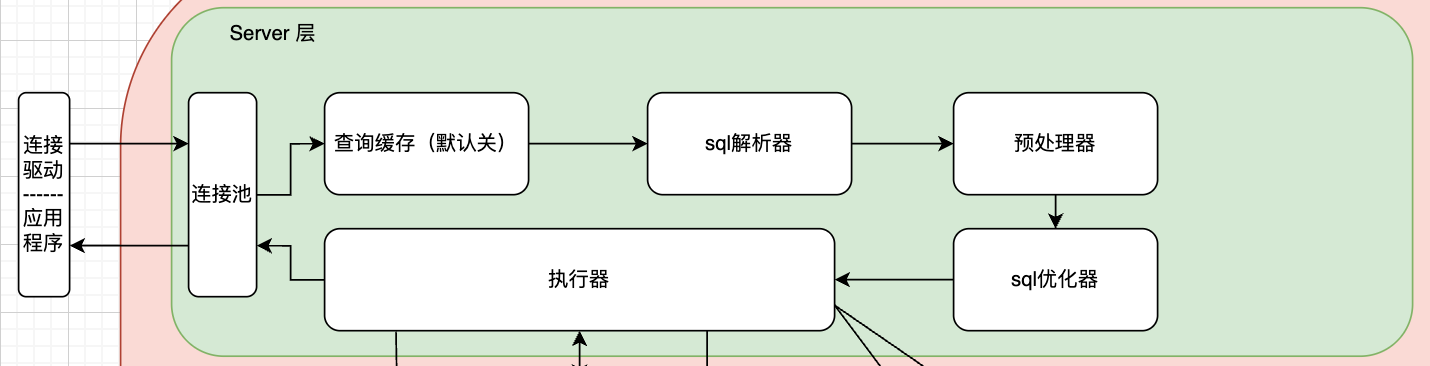 Server 层
连接
驱动
------
应用
程序
连接池
查询缓存（默认关）
sql解析器
预处理器
执行器
sql优化器